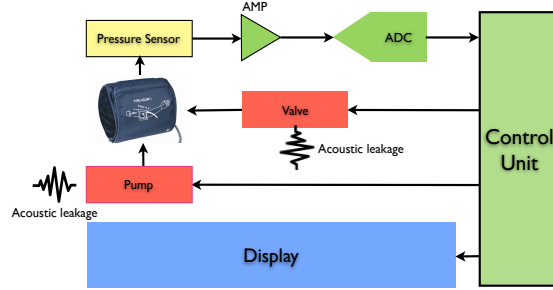 AMP
Pressure Sensor
ADC
Valve
Control
Unit
Acoustic leakage
Pump
Acoustic leakage
Display